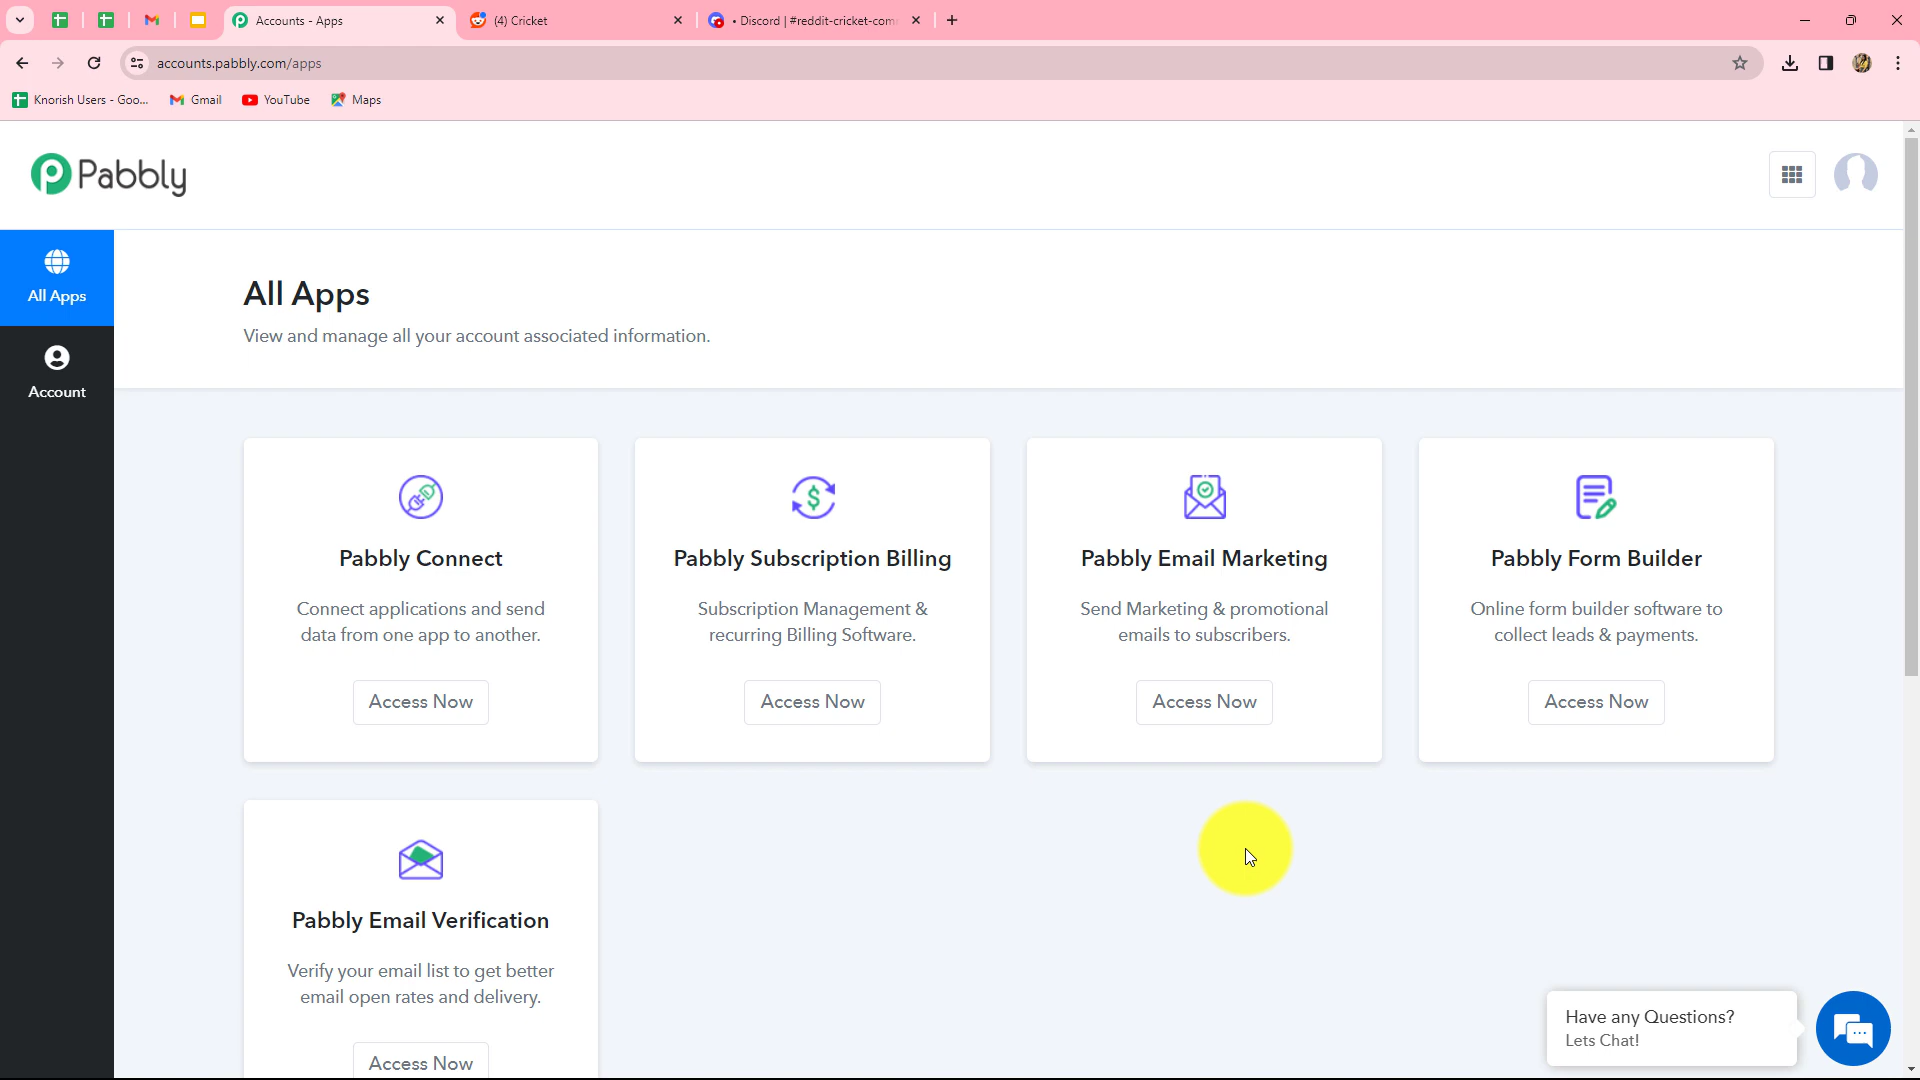 Accounts - Apps
(4) Cricket
• Discord | #reddit-cricket-com
accounts.pabbly.com/apps
Knorish Users - Goo...
Gmail
YouTube
Maps
Pabbly
All Apps
Account
All Apps
View and manage all your account associated information.
Pabbly Connect
Connect applications and send
data from one app to another.
Access Now
Pabbly Subscription Billing
Subscription Management &
recurring Billing Software.
Access Now
Pabbly Email Marketing
Send Marketing & promotional
emails to subscribers.
Access Now
Pabbly Form Builder
Online form builder software to
collect leads & payments.
Access Now
Pabbly Email Verification
Verify your email list to get better
email open rates and delivery.
Access Now
Have any Questions?
Lets Chat!